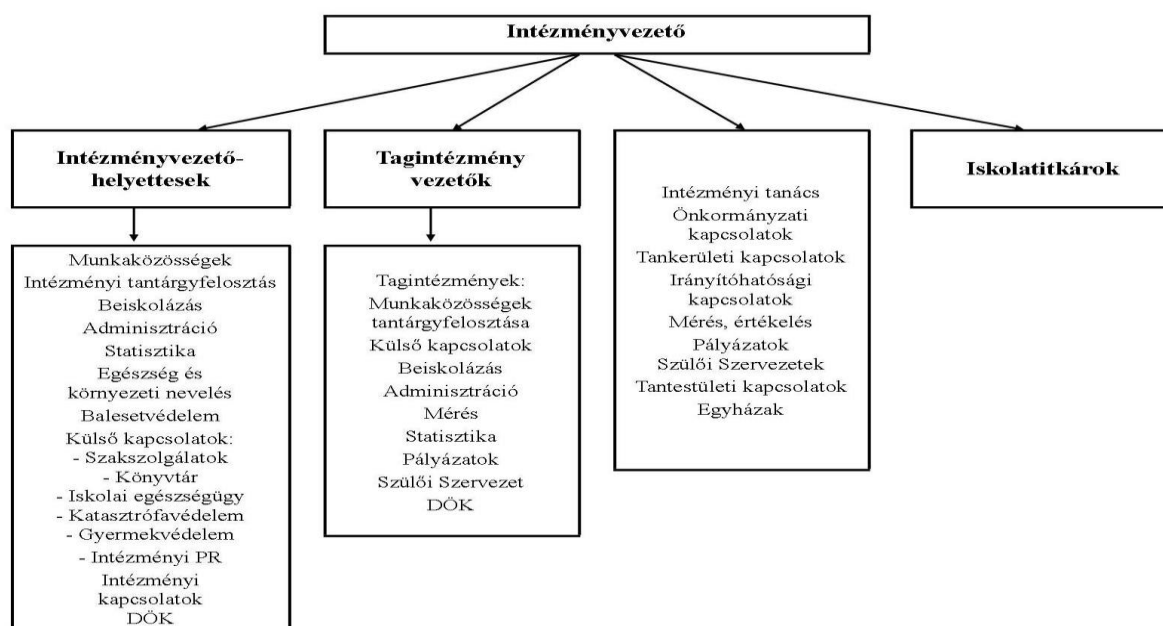 Intézményvezető
Intézményvezető-
helyettesek
Munkaközösségek
Intézményi tantárgyfelosztás
Beiskolázás
Adminisztráció
Statisztika
Egészség és
környezeti nevelés
Balesetvédelem
Külső kapcsolatok:
- Szakszolgálatok
- Könyvtár
- Iskolai egészségügy
- Katasztrófavédelem
- Gyermekvédelem
- Intézményi PR
Intézményi
kapcsolatok
DÖK
Tagintézmény
vezetők
Tagintézmények:
Munkaközösségek
tantárgyfelosztása
Külső kapcsolatok
Beiskolázás
Adminisztráció
Mérés
Statisztika
Pályázatok
Szülői Szervezet
DÖK
Intézményi tanács
Önkormányzati
kapcsolatok
Tankerületi kapcsolatok
Irányítóhatósági
kapcsolatok
Mérés, értékelés
Pályázatok
Szülői Szervezetek
Tantestületi kapcsolatok
Egyházak
Iskolatitkárok